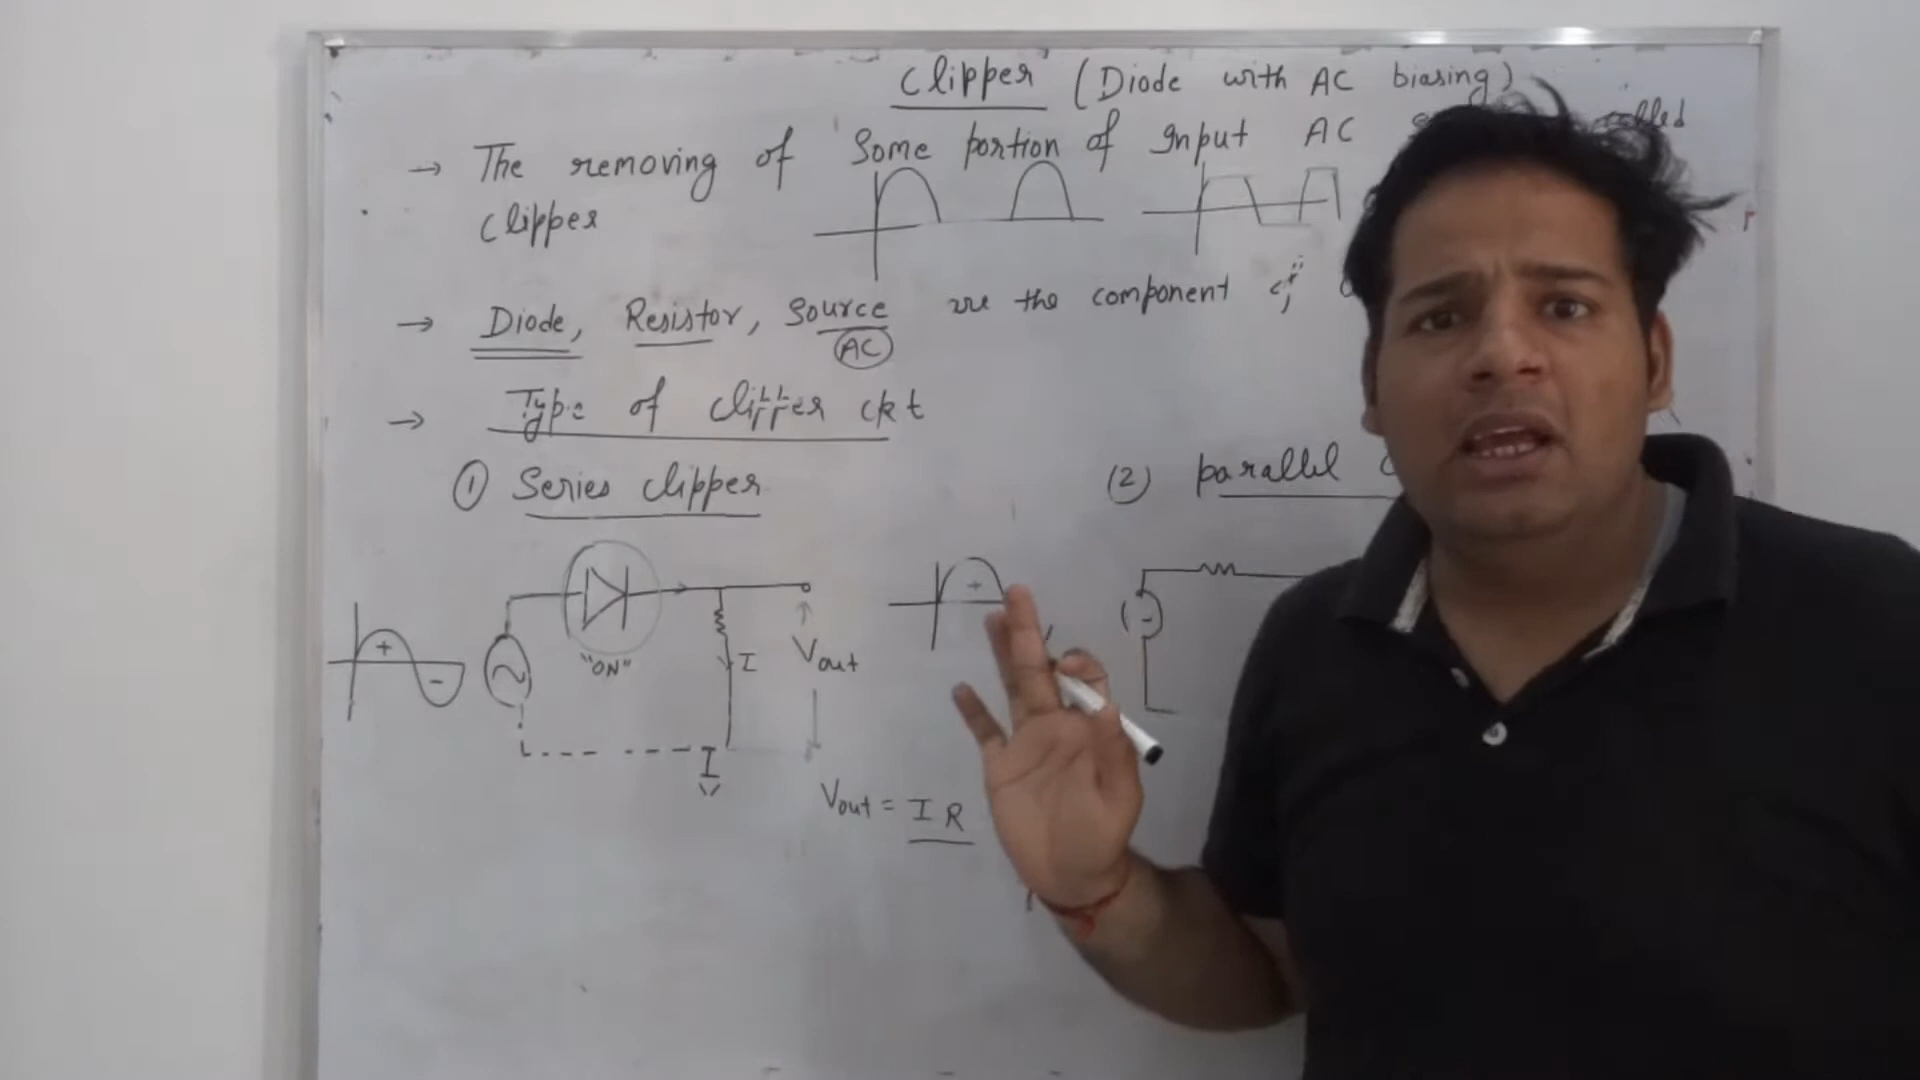 Clipper (Diode with AC biasing)
→ The removing of some portion of Input AC
clipper
→ Diode, Resistor, Source are the component of
AC
→ Type of clipper ckt
① Series clipper
(2) parallel
+
-
"ON"
I
Vout
+
I
Vout = I R